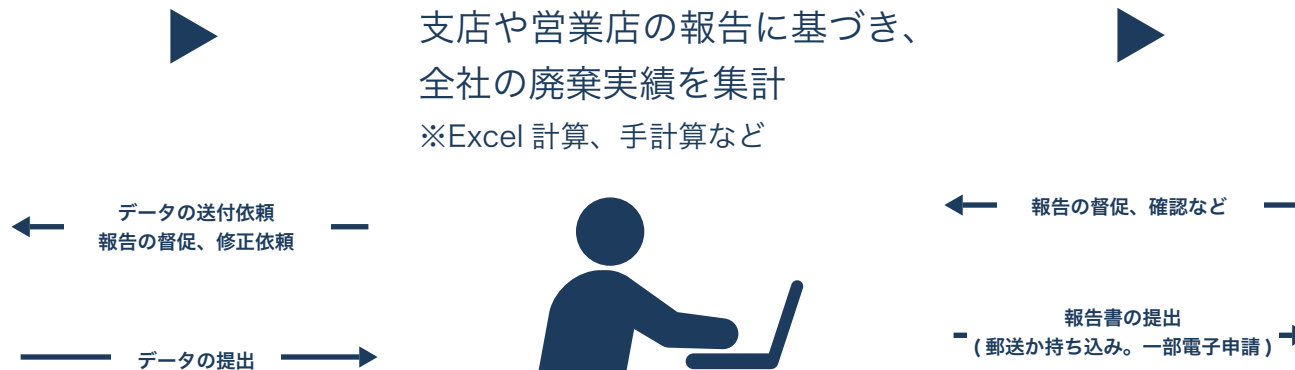 支店や営業店の報告に基づき、
全社の廃棄実績を集計
※Excel 計算、手計算など
データの送付依頼
報告の督促、修正依頼
データの提出
報告の督促、確認など
報告書の提出
( 郵送か持ち込み。一部電子申請 )